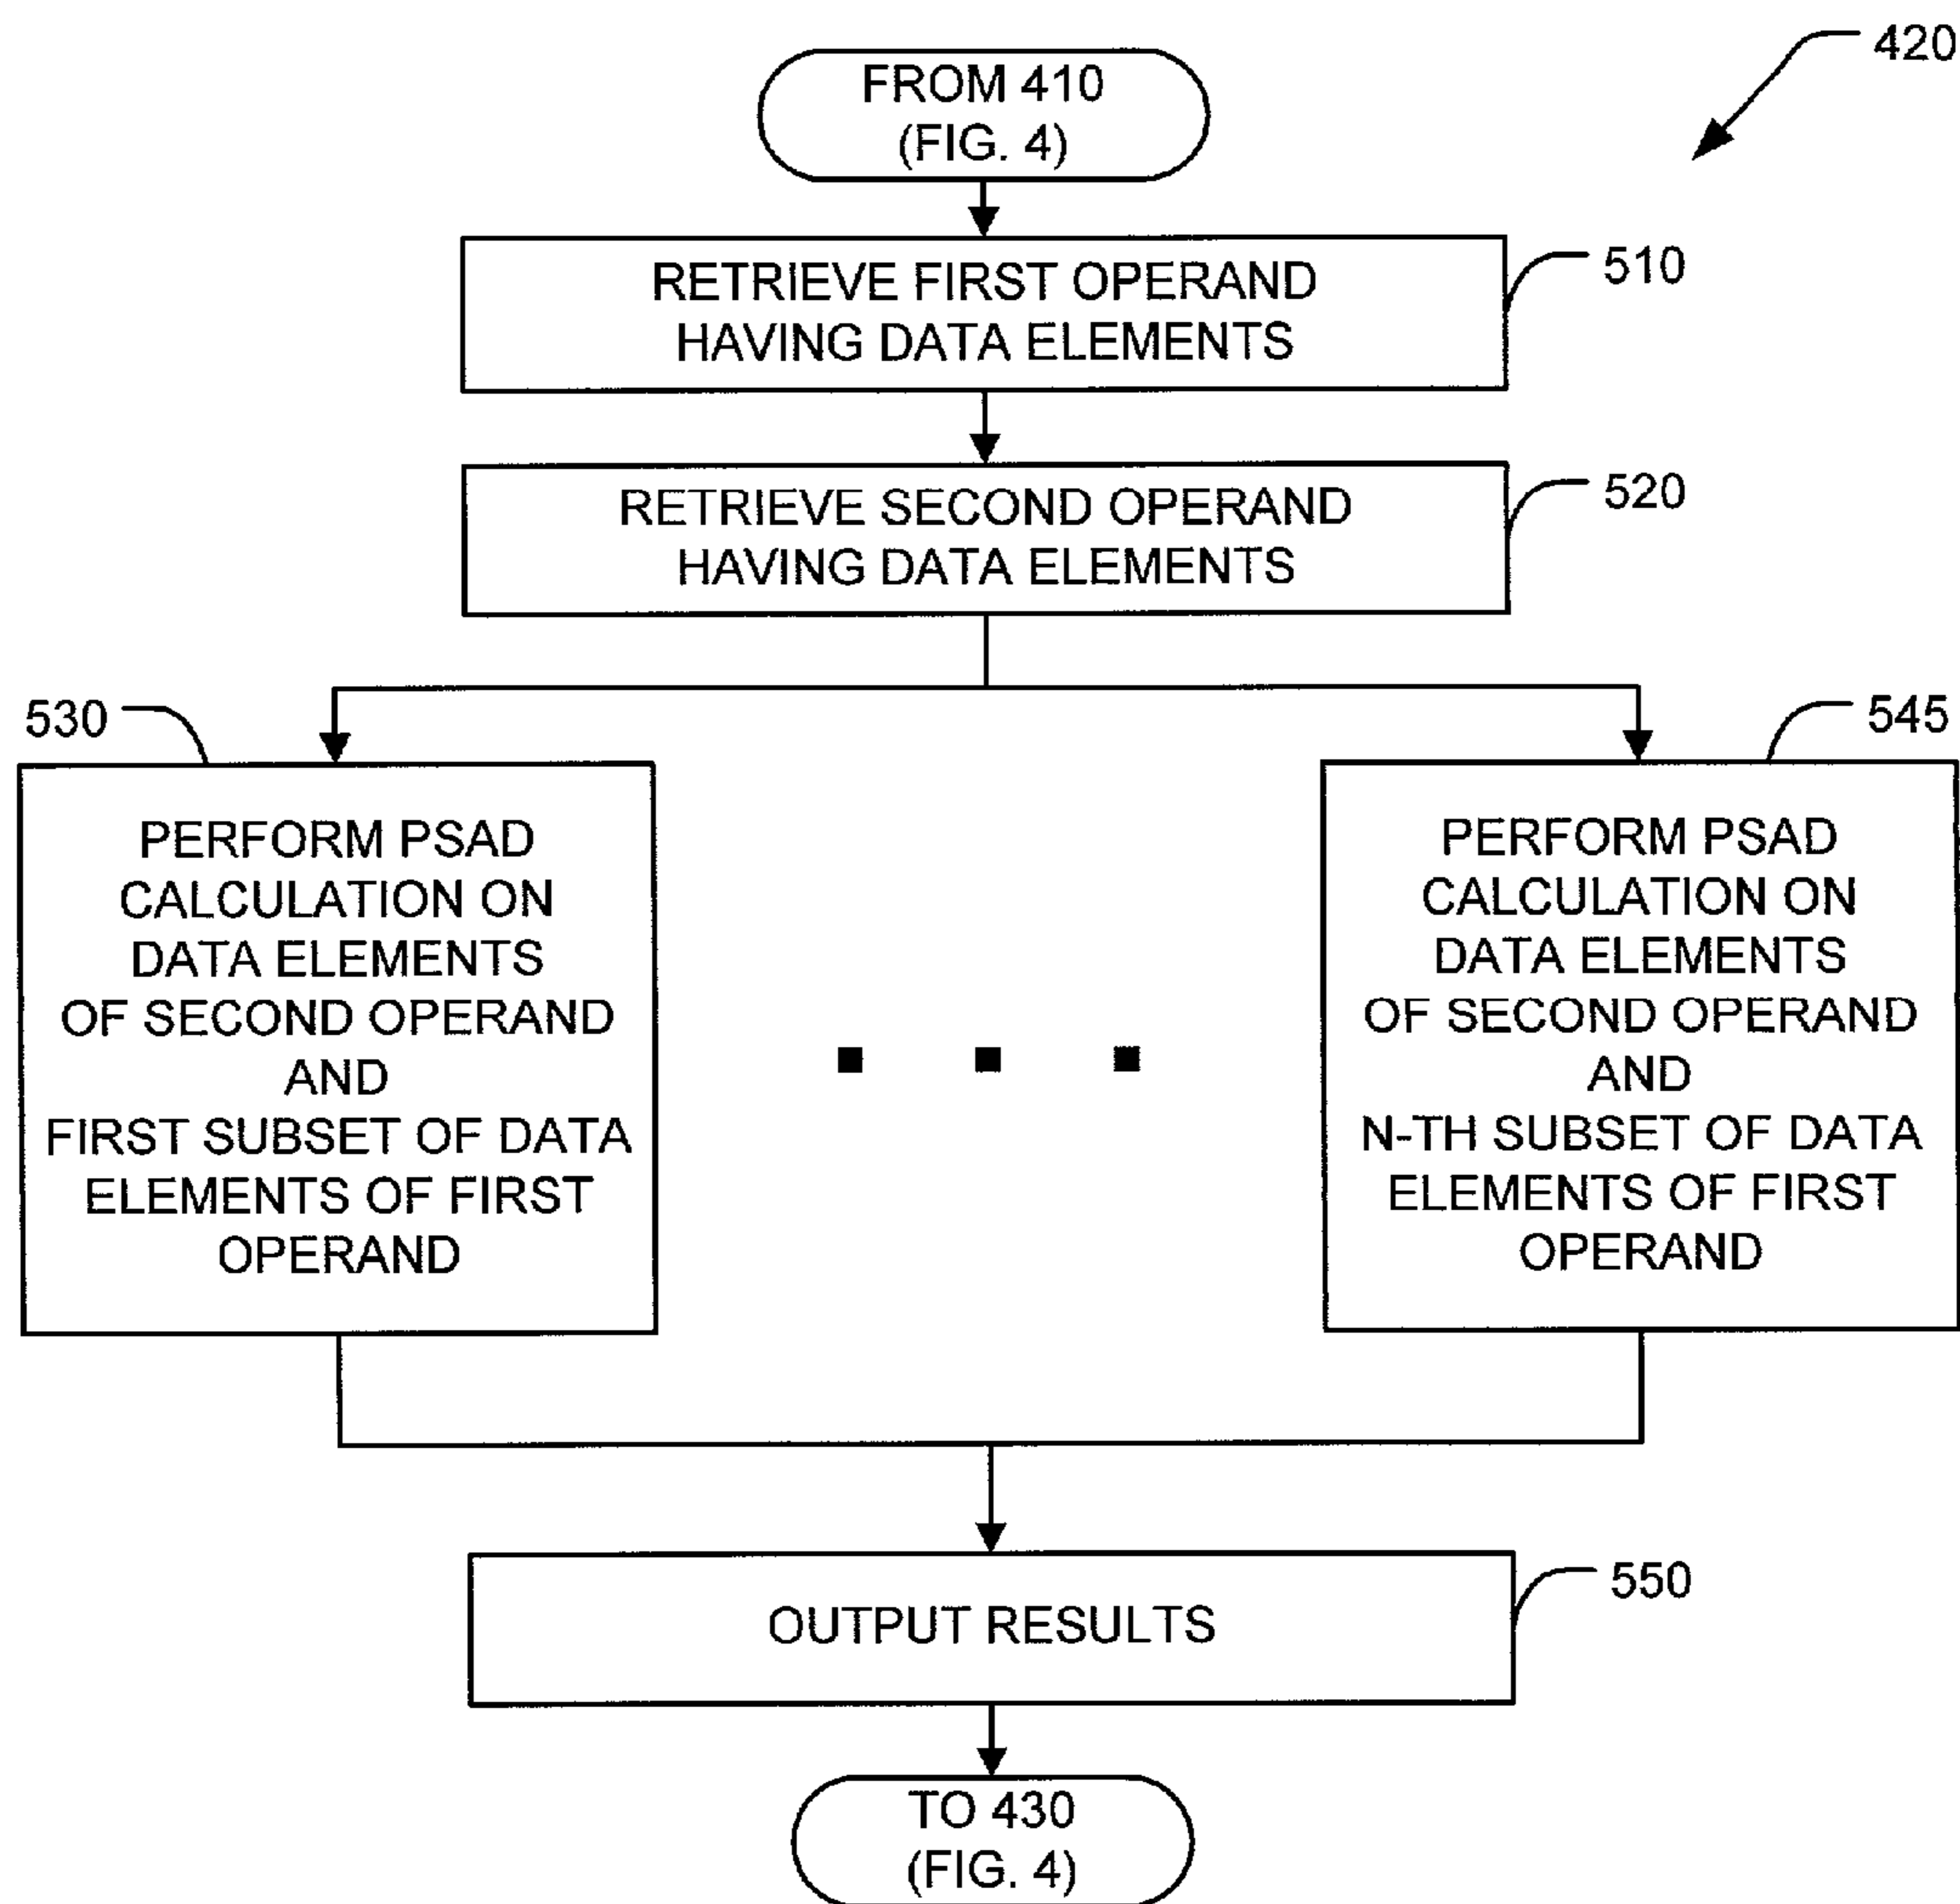 420
FROM 410
(FIG. 4)
RETRIEVE FIRST OPERAND
HAVING DATA ELEMENTS
510
RETRIEVE SECOND OPERAND
HAVING DATA ELEMENTS
520
530
PERFORM PSAD
CALCULATION ON
DATA ELEMENTS
OF SECOND OPERAND
AND
FIRST SUBSET OF DATA
ELEMENTS OF FIRST
OPERAND
545
PERFORM PSAD
CALCULATION ON
DATA ELEMENTS
OF SECOND OPERAND
AND
N-TH SUBSET OF DATA
ELEMENTS OF FIRST
OPERAND
OUTPUT RESULTS
550
TO 430
(FIG. 4)